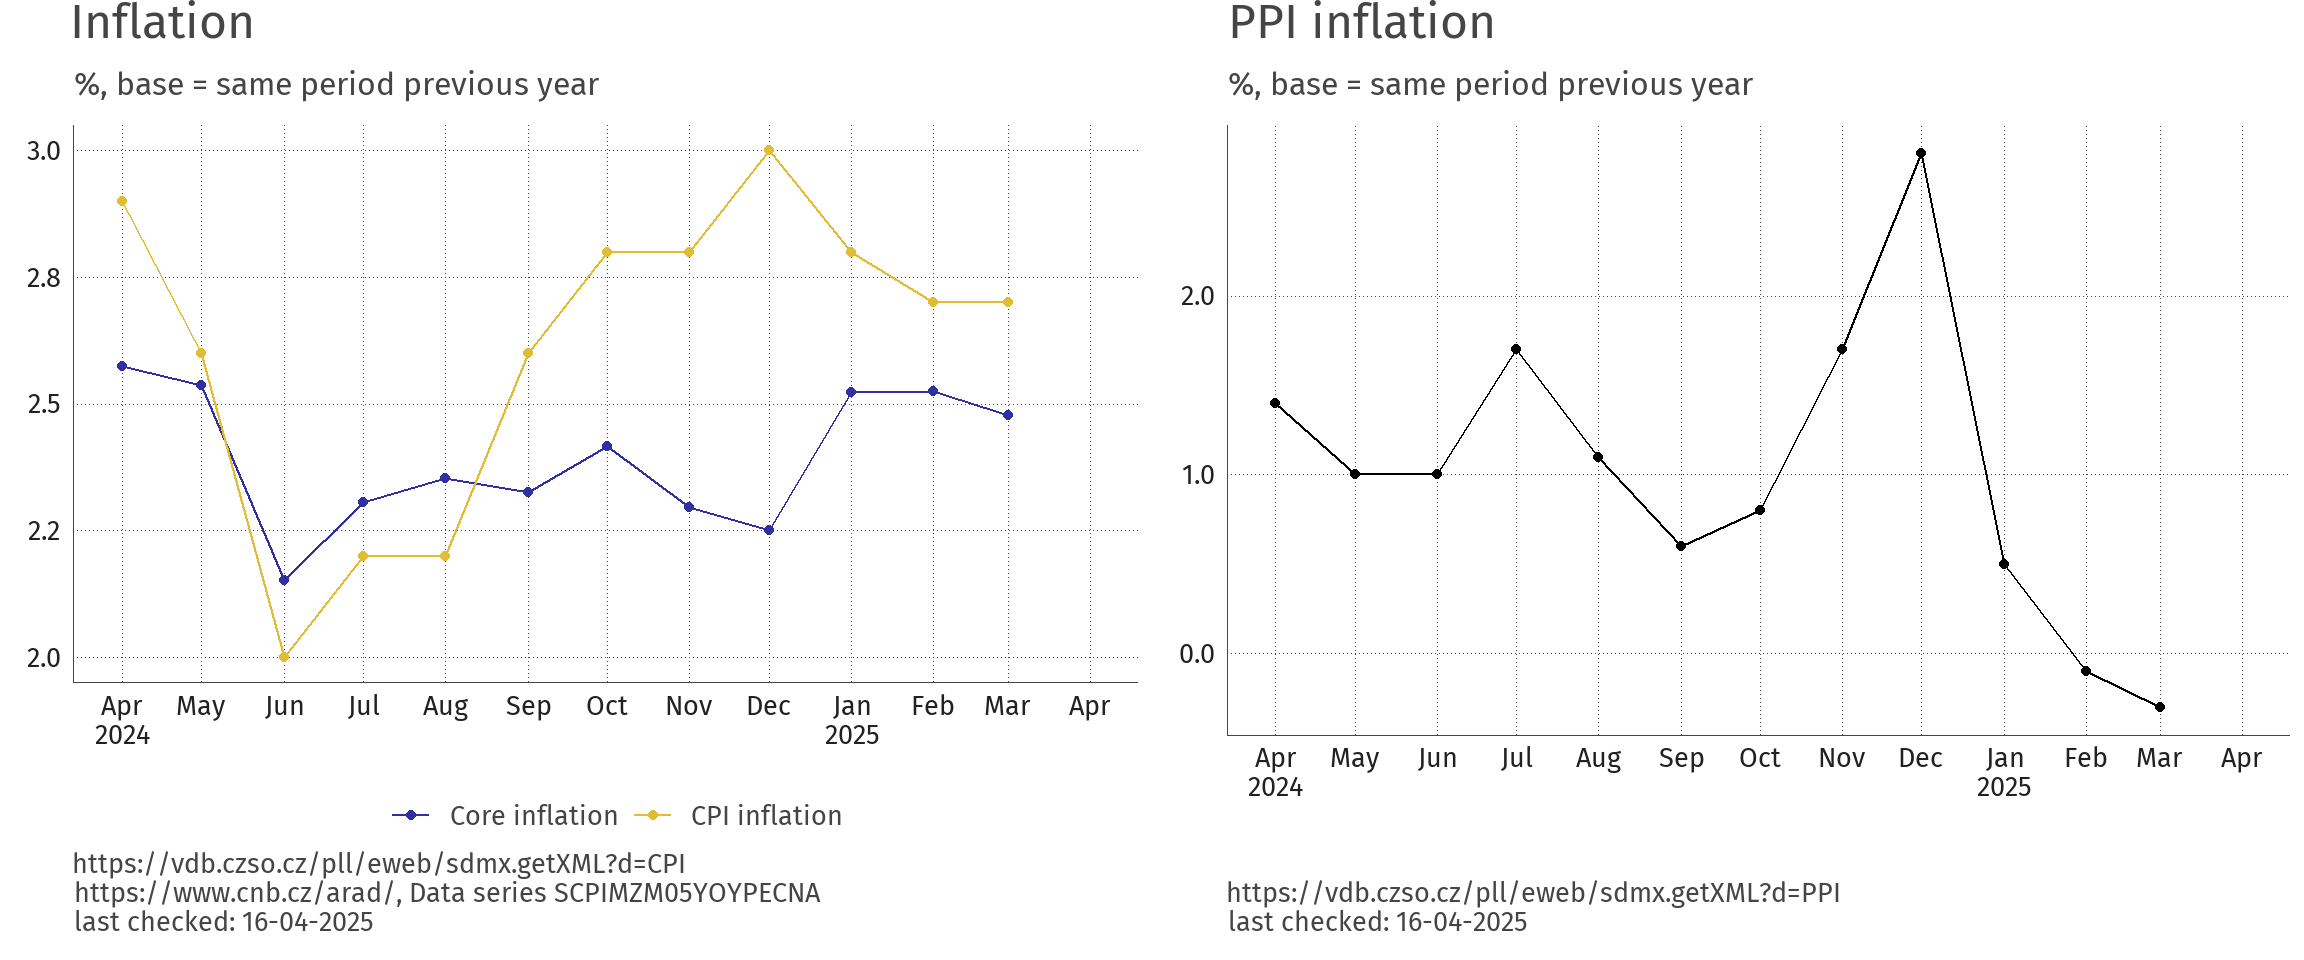 Inflation
%, base = same period previous year
3.0
2.8
2.5
2.2
2.0
Apr May Jun Jul Aug Sep Oct Nov Dec Jan Feb Mar Apr
2024 2025
Core inflation CPI inflation
https://vdb.czso.cz/pll/eweb/sdmx.getXML?d=CPI
https://www.cnb.cz/arad/, Data series SCPIMZM05YOYPECNA
last checked: 16-04-2025
PPI inflation
%, base = same period previous year
2.0
1.0
0.0
Apr May Jun Jul Aug Sep Oct Nov Dec Jan Feb Mar Apr
2024 2025
https://vdb.czso.cz/pll/eweb/sdmx.getXML?d=PPI
last checked: 16-04-2025